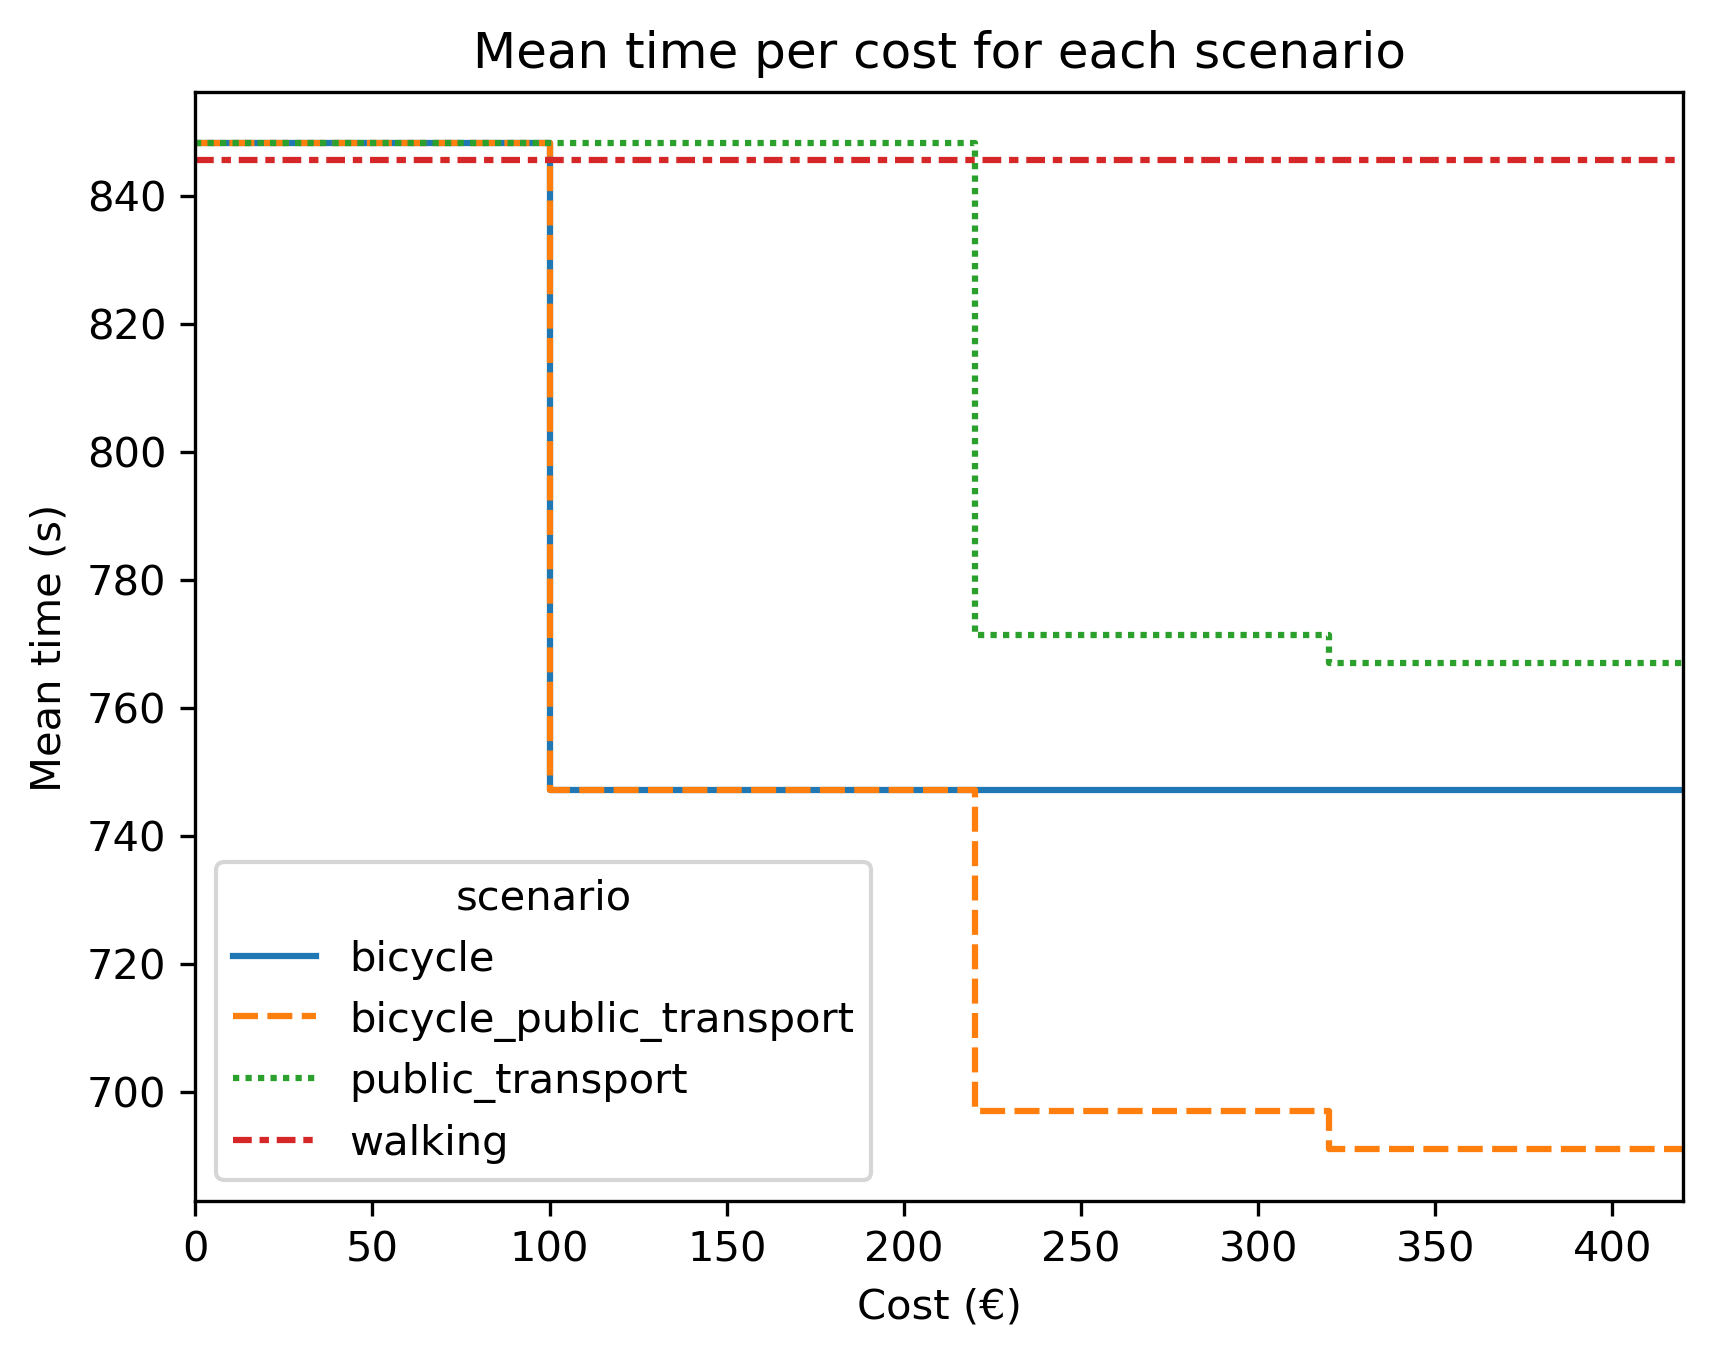 Mean time per cost for each scenario
Mean time (s)
840
820
800
780
760
740
720
700
scenario
bicycle
bicycle_public_transport
public_transport
walking
0 50 100 150 200 250 300 350 400
Cost (€)